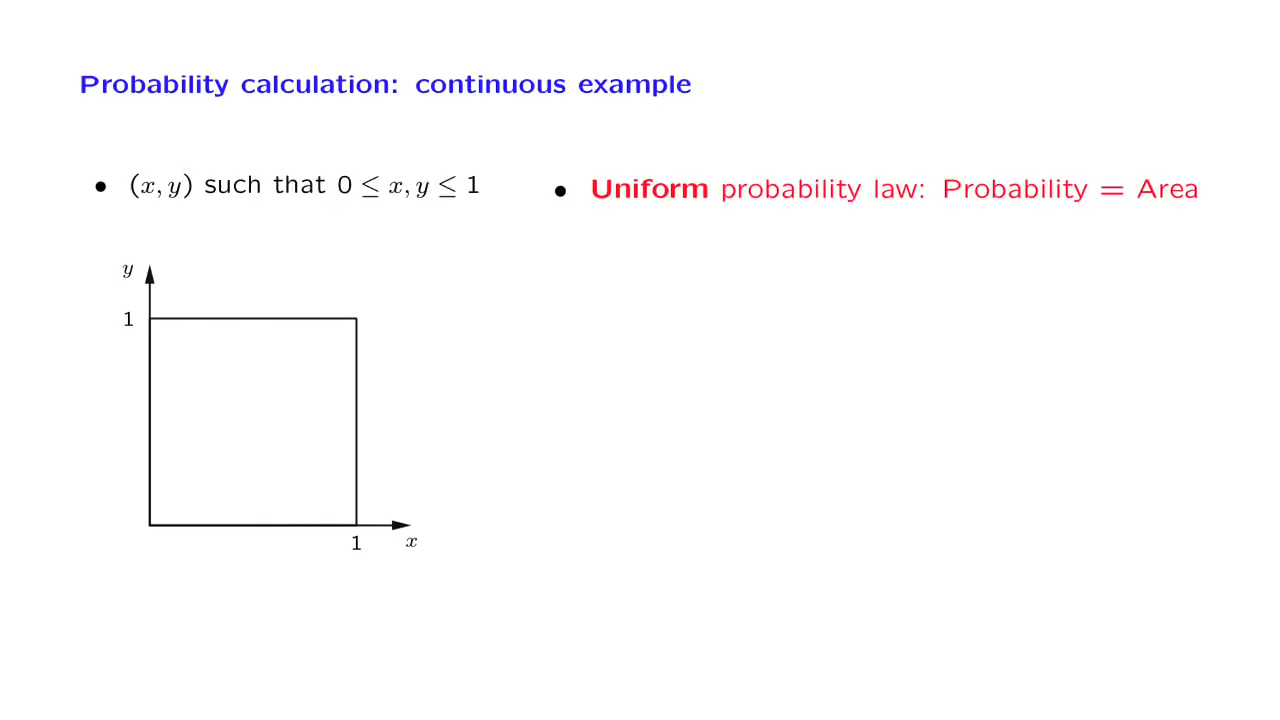 Probability calculation: continuous example
• (x, y) such that 0 ≤ x, y ≤ 1
• Uniform probability law: Probability = Area
y
1
1
x